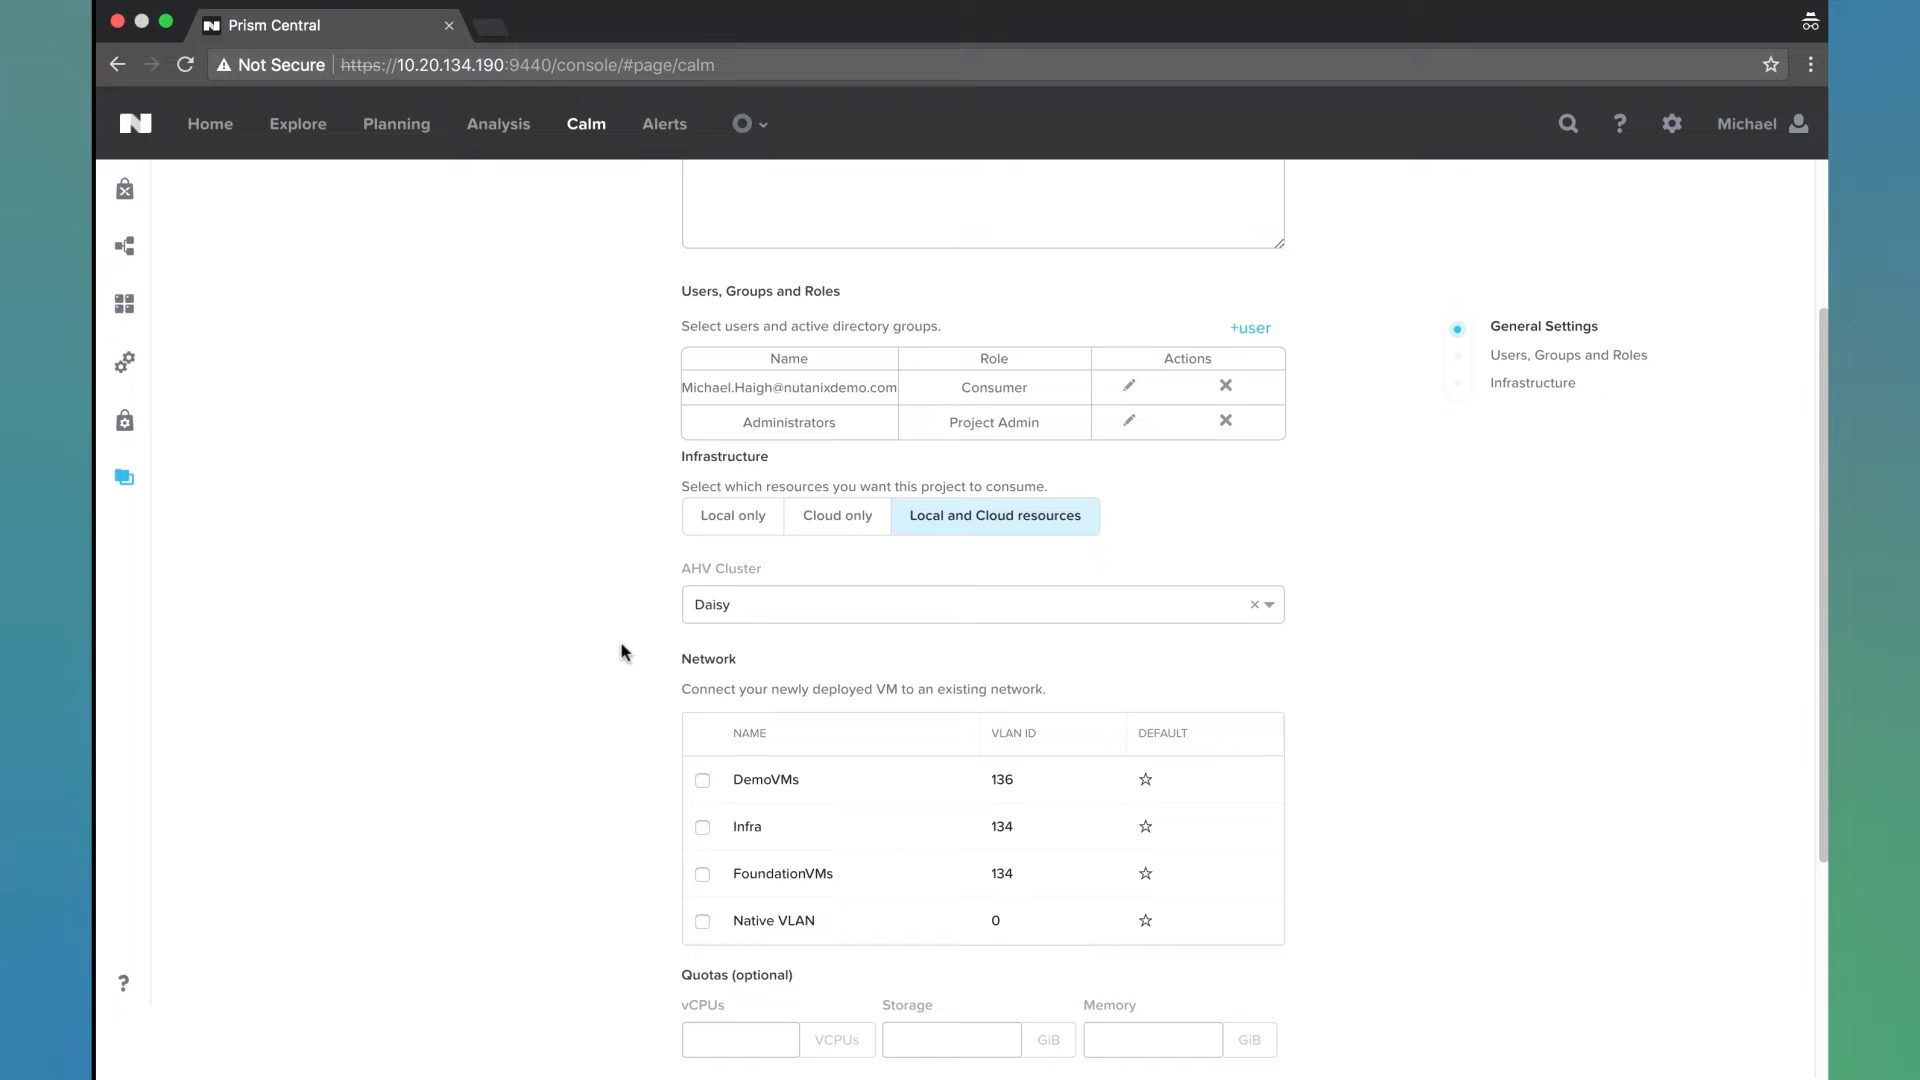 Prism Central
Not Secure https://10.20.134.190:9440/console/#page/calm
Home Explore Planning Analysis Calm Alerts Michael
Users, Groups and Roles
Select users and active directory groups. +user
Name Role Actions
Michael.Haigh@nutanixdemo.com Consumer
Administrators Project Admin
General Settings
Users, Groups and Roles
Infrastructure
Infrastructure
Select which resources you want this project to consume.
Local only Cloud only Local and Cloud resources
AHV Cluster
Daisy
Network
Connect your newly deployed VM to an existing network.
NAME VLAN ID DEFAULT
DemoVMs 136
Infra 134
FoundationVMs 134
Native VLAN 0
Quotas (optional)
vCPUs Storage Memory
VCPUs GiB GiB